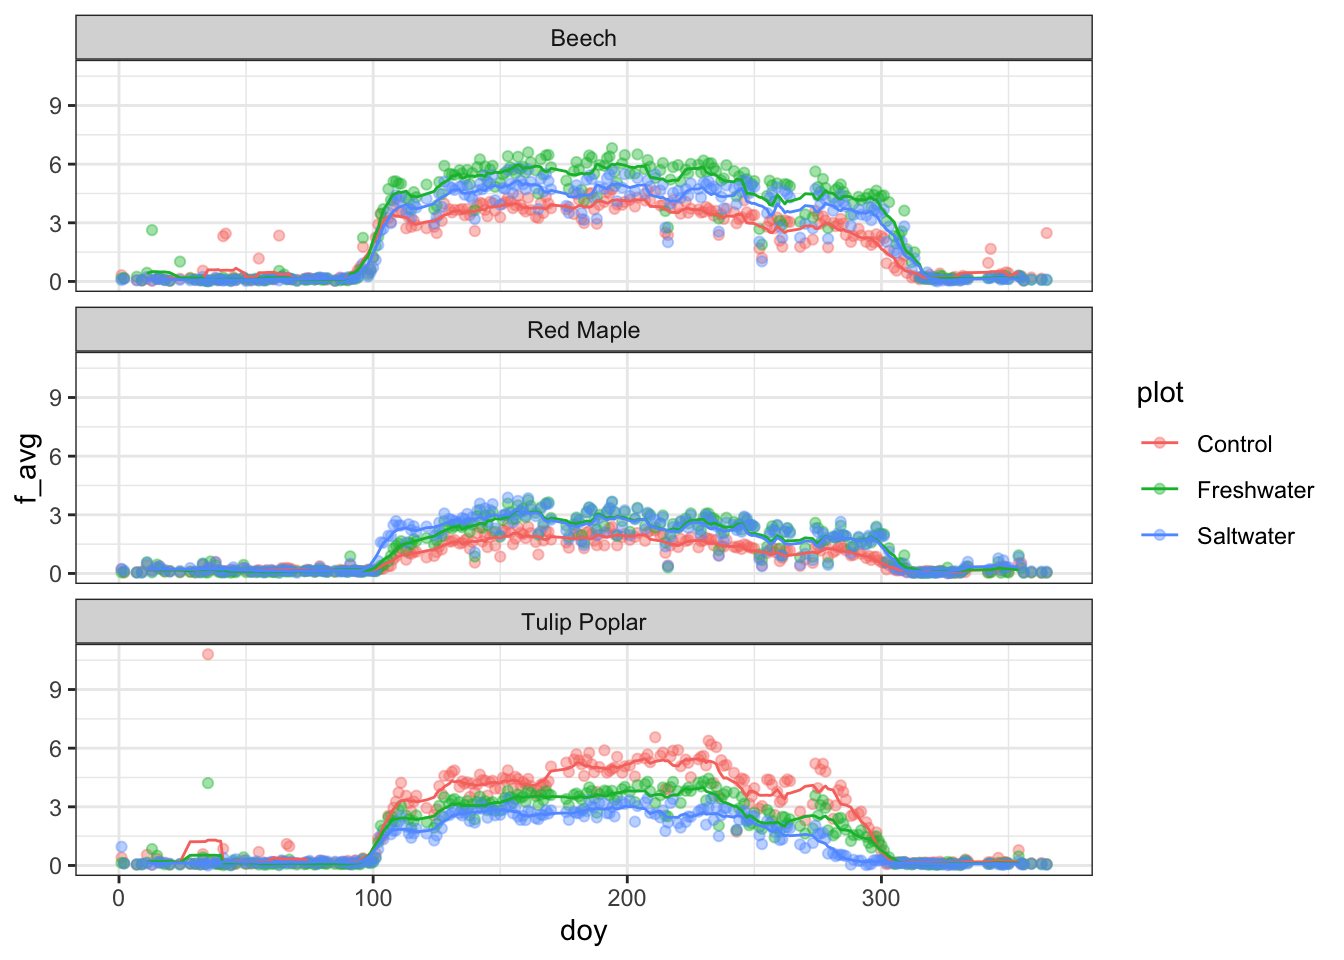 Beech
9
6
3
0
Red Maple
9
6
3
0
Tulip Poplar
9
6
3
0
0 100 200 300
doy
f_avg
plot
Control
Freshwater
Saltwater